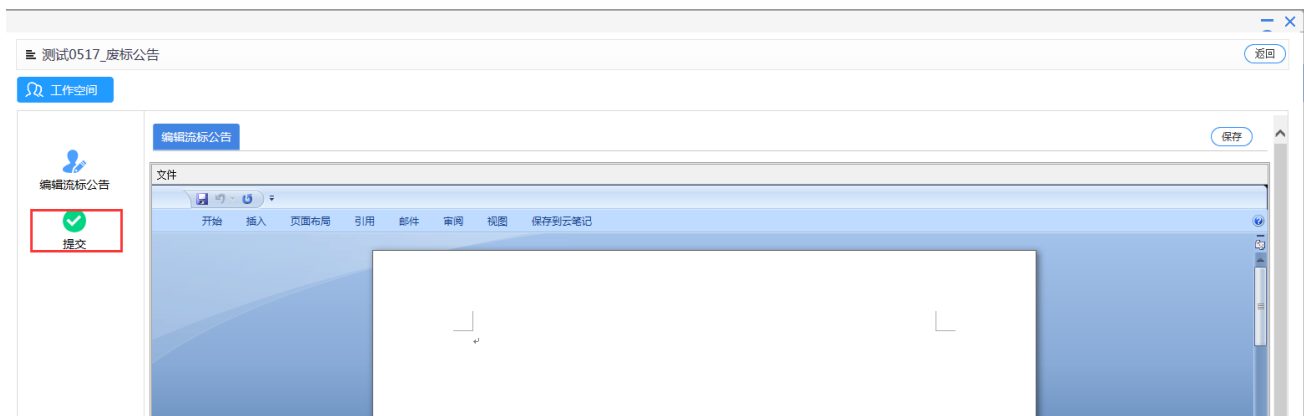 测试0517_废标公告
返回
工作空间
编辑流标公告
保存
编辑流标公告
文件
开始 插入 页面布局 引用 邮件 审阅 视图 保存到云笔记
提交